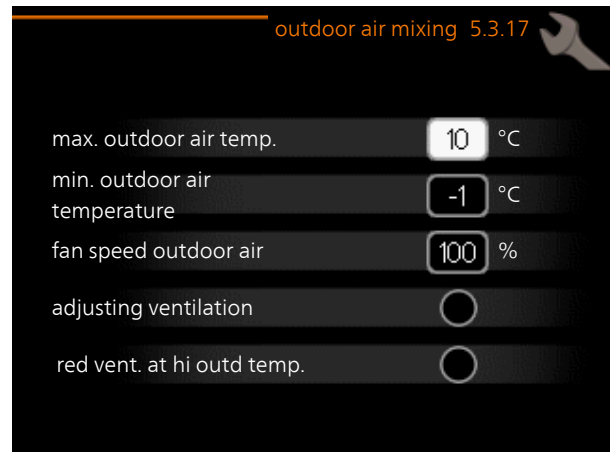 outdoor air mixing 5.3.17
max. outdoor air temp. 10 °C
min. outdoor air
temperature -1 °C
fan speed outdoor air 100 %
adjusting ventilation
red vent. at hi outd temp.